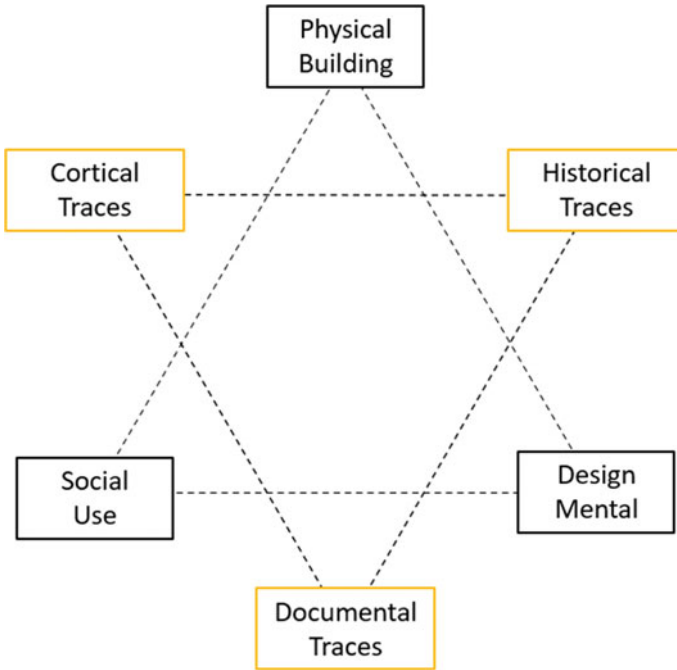 Physical
Building
Cortical
Traces
Historical
Traces
Social
Use
Design
Mental
Documental
Traces